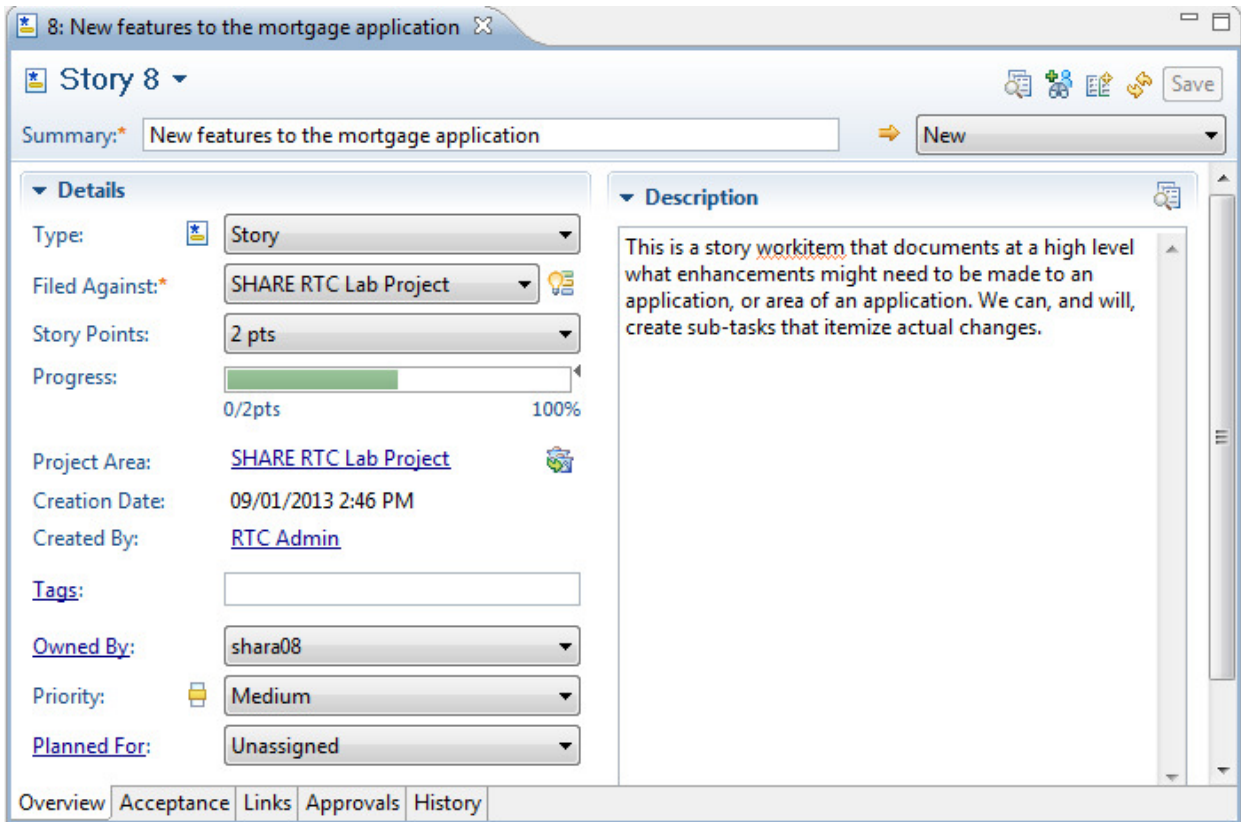 8: New features to the mortgage application
Story 8
Save
Summary:* New features to the mortgage application
New
Details
Type: Story
Filed Against:* SHARE RTC Lab Project
Story Points: 2 pts
Progress:
0/2pts 100%
Project Area: SHARE RTC Lab Project
Creation Date: 09/01/2013 2:46 PM
Created By: RTC Admin
Tags:
Owned By: shara08
Priority: Medium
Planned For: Unassigned
Description
This is a story workitem that documents at a high level
what enhancements might need to be made to an
application, or area of an application. We can, and will,
create sub-tasks that itemize actual changes.
Overview Acceptance Links Approvals History